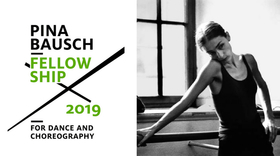 PINA
BAUSCH
FELLOW
SHIP
2019
FOR DANCE AND
CHOREOGRAPHY